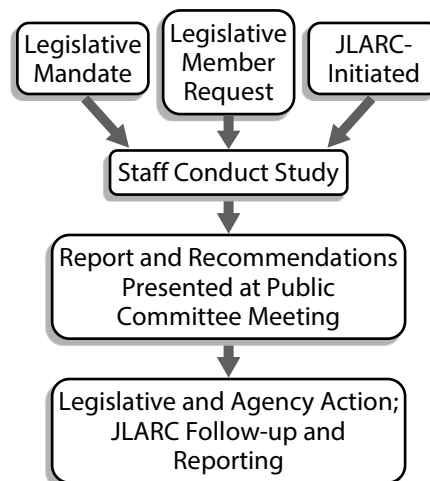 Legislative
Mandate
Legislative
Member
Request
JLARC-
Initiated
Staff Conduct Study
Report and Recommendations
Presented at Public
Committee Meeting
Legislative and Agency Action;
JLARC Follow-up and
Reporting